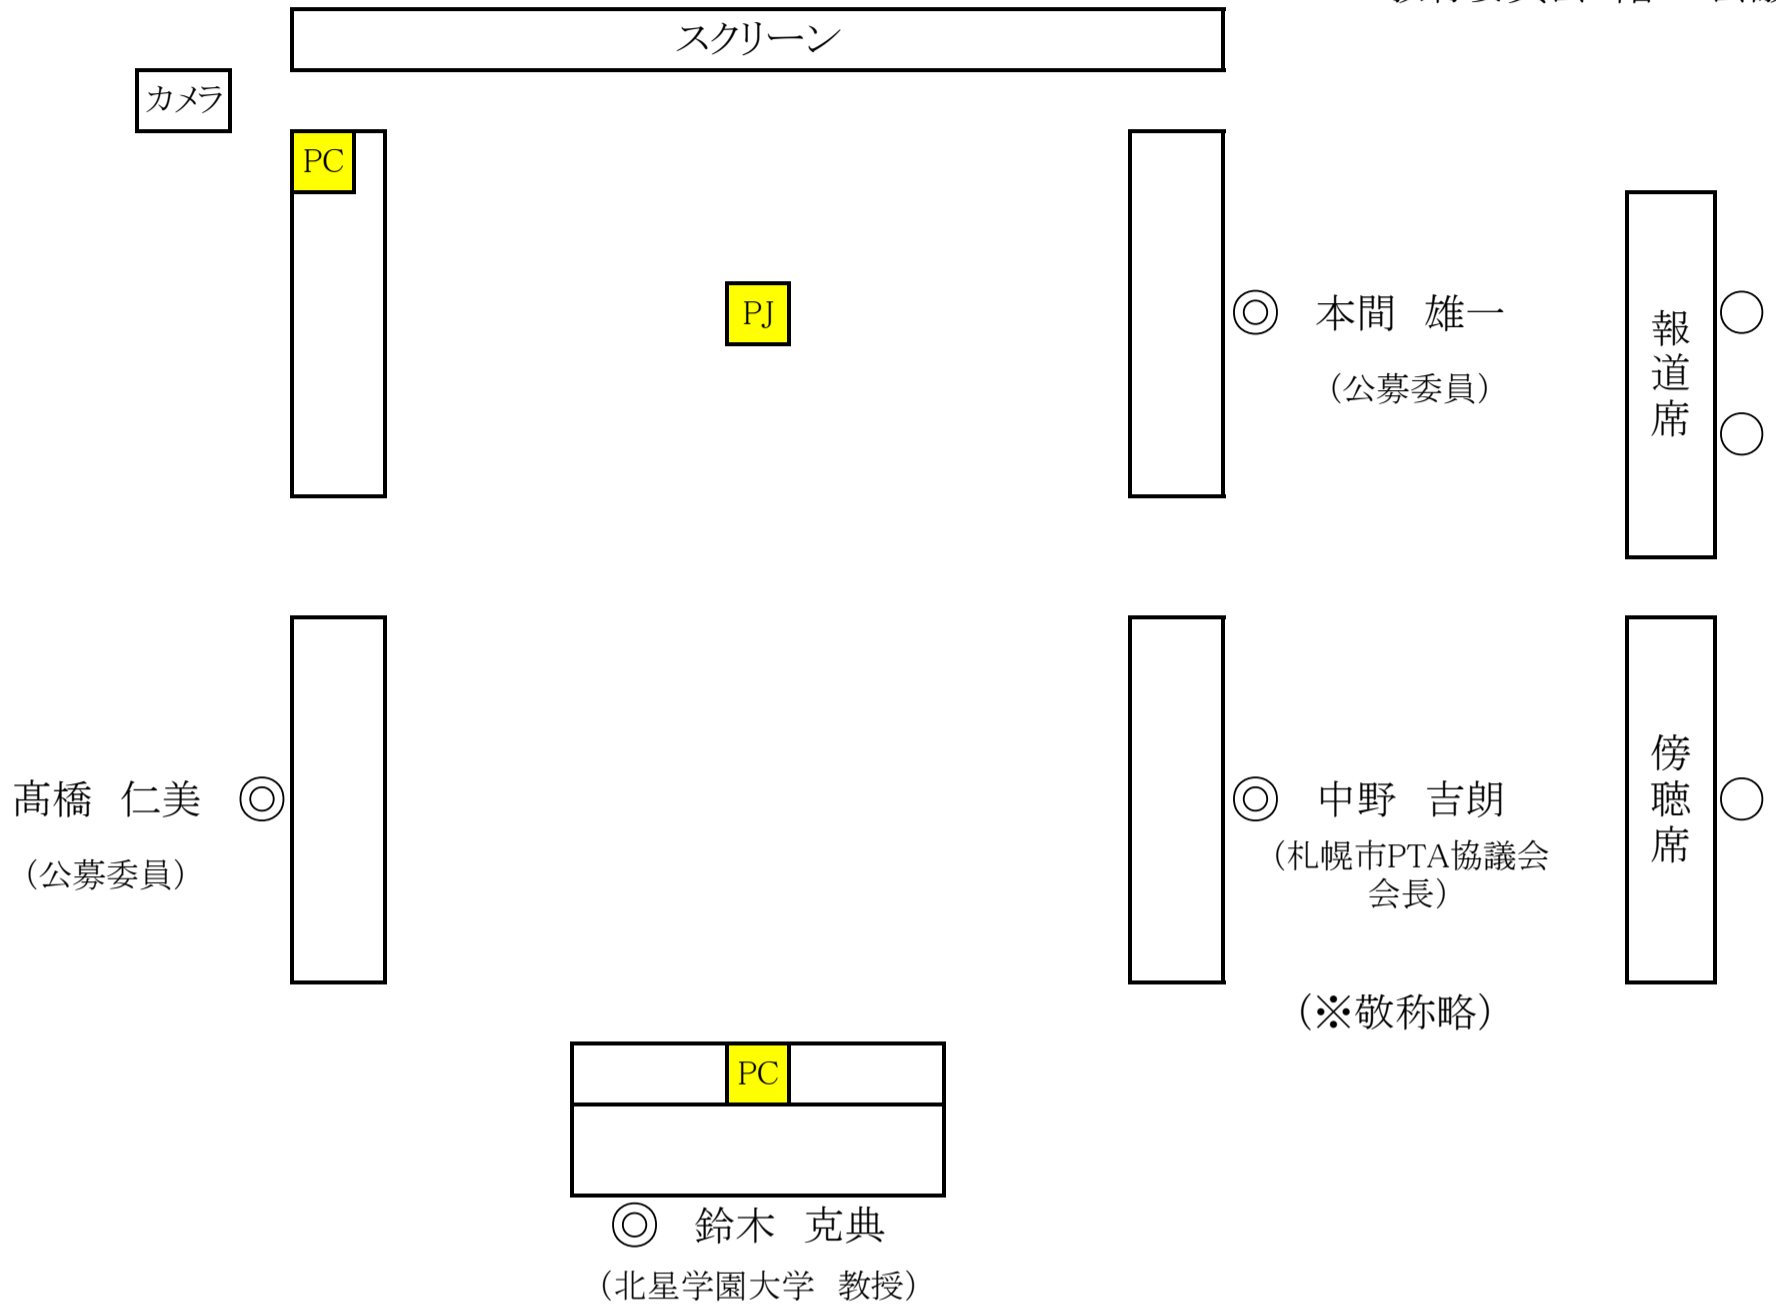 スクリーン
カメラ
PC
PJ
本間 雄一
（公募委員）
報道席
髙橋 仁美
（公募委員）
中野 吉朗
（札幌市PTA協議会
会長）
傍聴席
（※敬称略）
PC
鈴木 克典
（北星学園大学 教授）